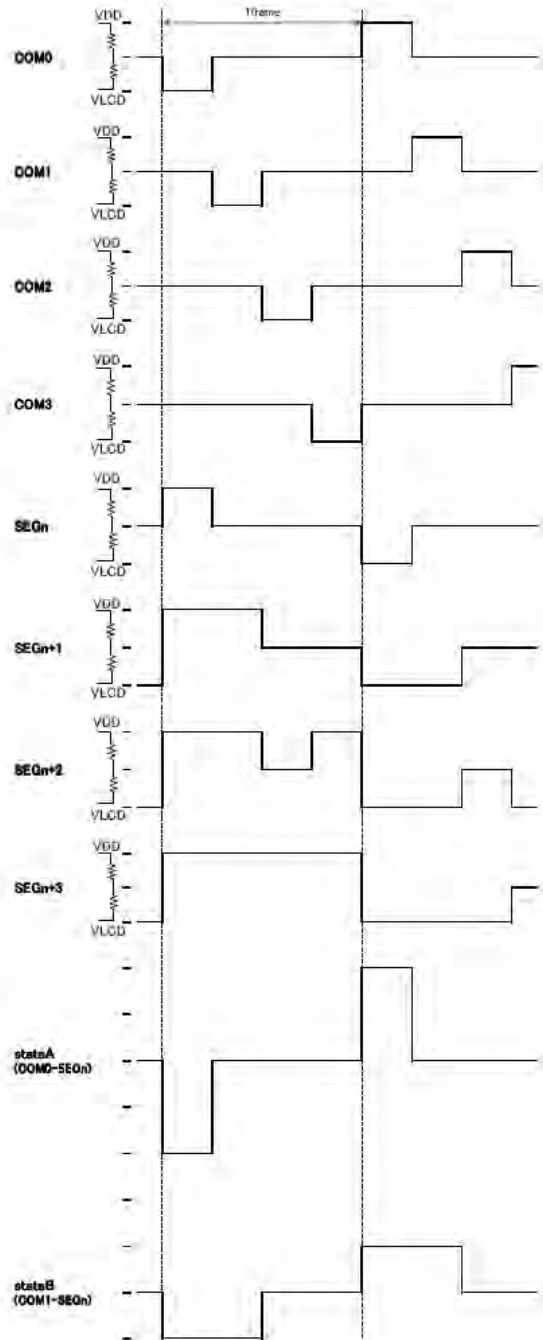 1frame
VDD
COM0
VLCD
VDD
COM1
VLCD
VDD
COM2
VLCD
VDD
COM3
VLCD
VDD
SEGn
VLCD
VDD
SEGn+1
VLCD
VDD
SEGn+2
VLCD
VDD
SEGn+3
VLCD
stateA
(COM0-SEGn)
stateB
(COM1-SEGn)